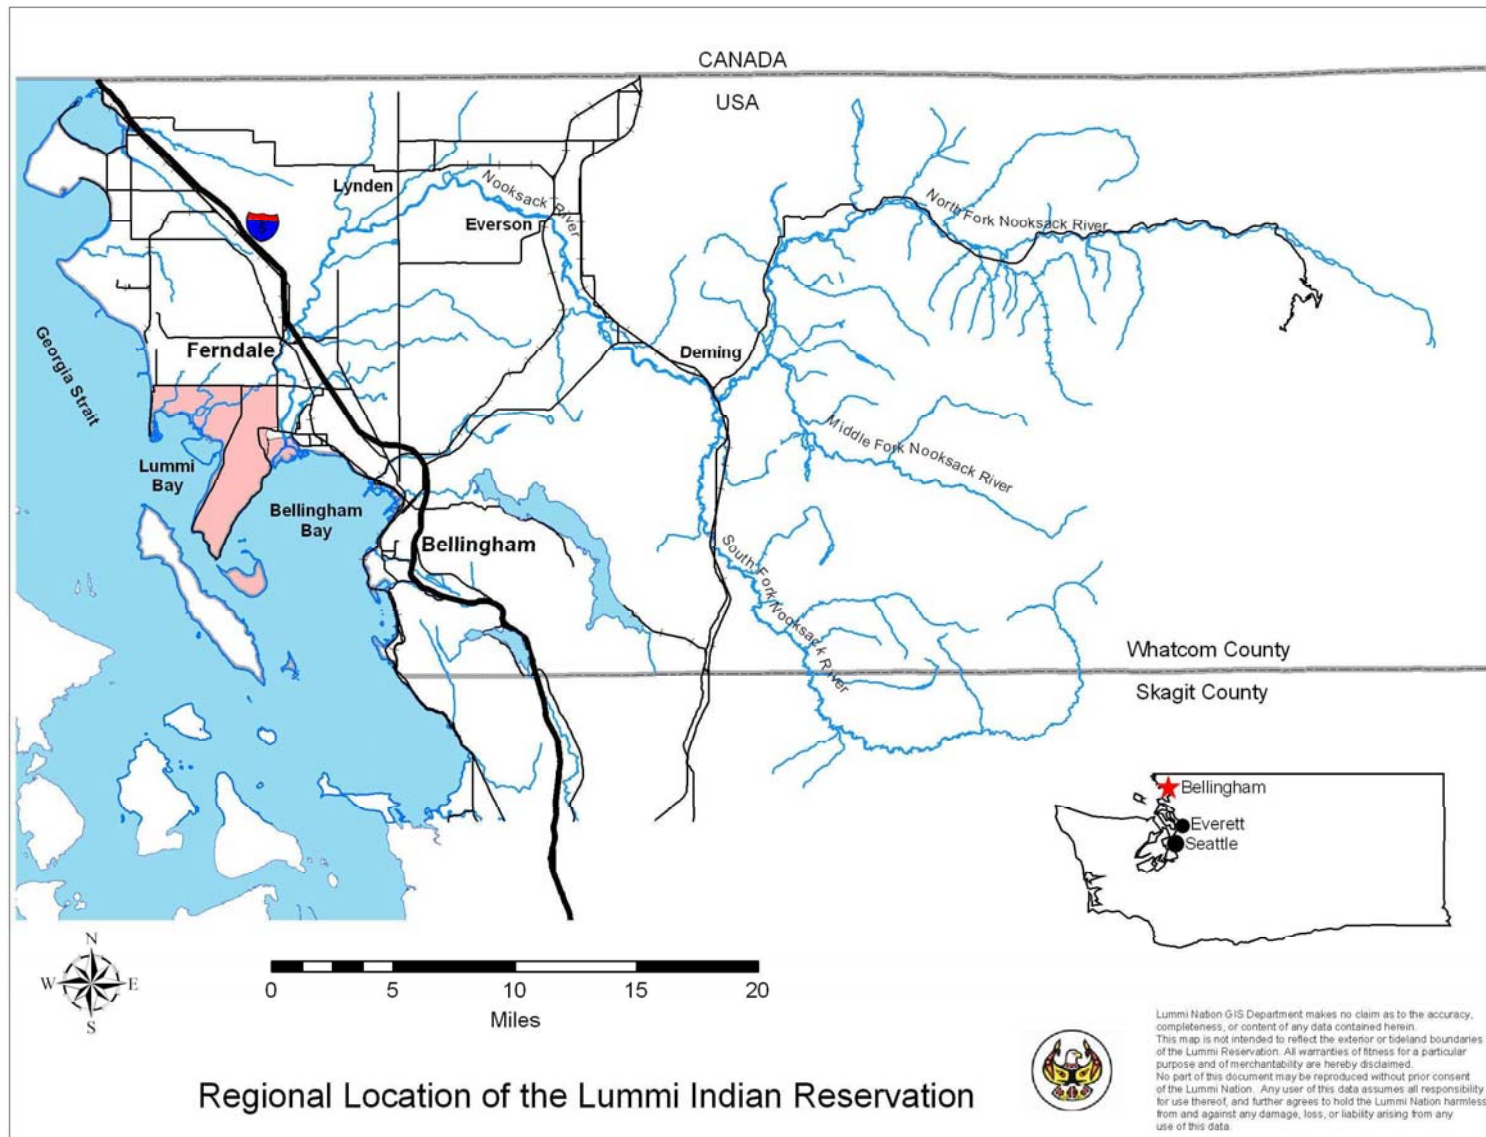 CANADA
USA
Lynden
Nooksack River
Everson
North Fork Nooksack River
5
Georgia Strait
Ferndale
Deming
Middle Fork Nooksack River
Lummi
Bay
Bellingham
Bay
Bellingham
South Fork Nooksack River
Whatcom County
Skagit County
Bellingham
Everett
Seattle
N
W
E
S
0
5
10
15
20
Miles
Regional Location of the Lummi Indian Reservation
Lummi Nation GIS Department makes no claim as to the accuracy,
completeness, or content of any data contained herein.
This map is not intended to reflect the exterior or tideland boundaries
of the Lummi Reservation. All warranties of fitness for a particular
purpose and of merchantability are hereby disclaimed.
No part of this document may be reproduced without prior consent
of the Lummi Nation. Any user of this data assumes all responsibility
for use thereof, and further agrees to hold the Lummi Nation harmless
from and against any damage, loss, or liability arising from any
use of this data.